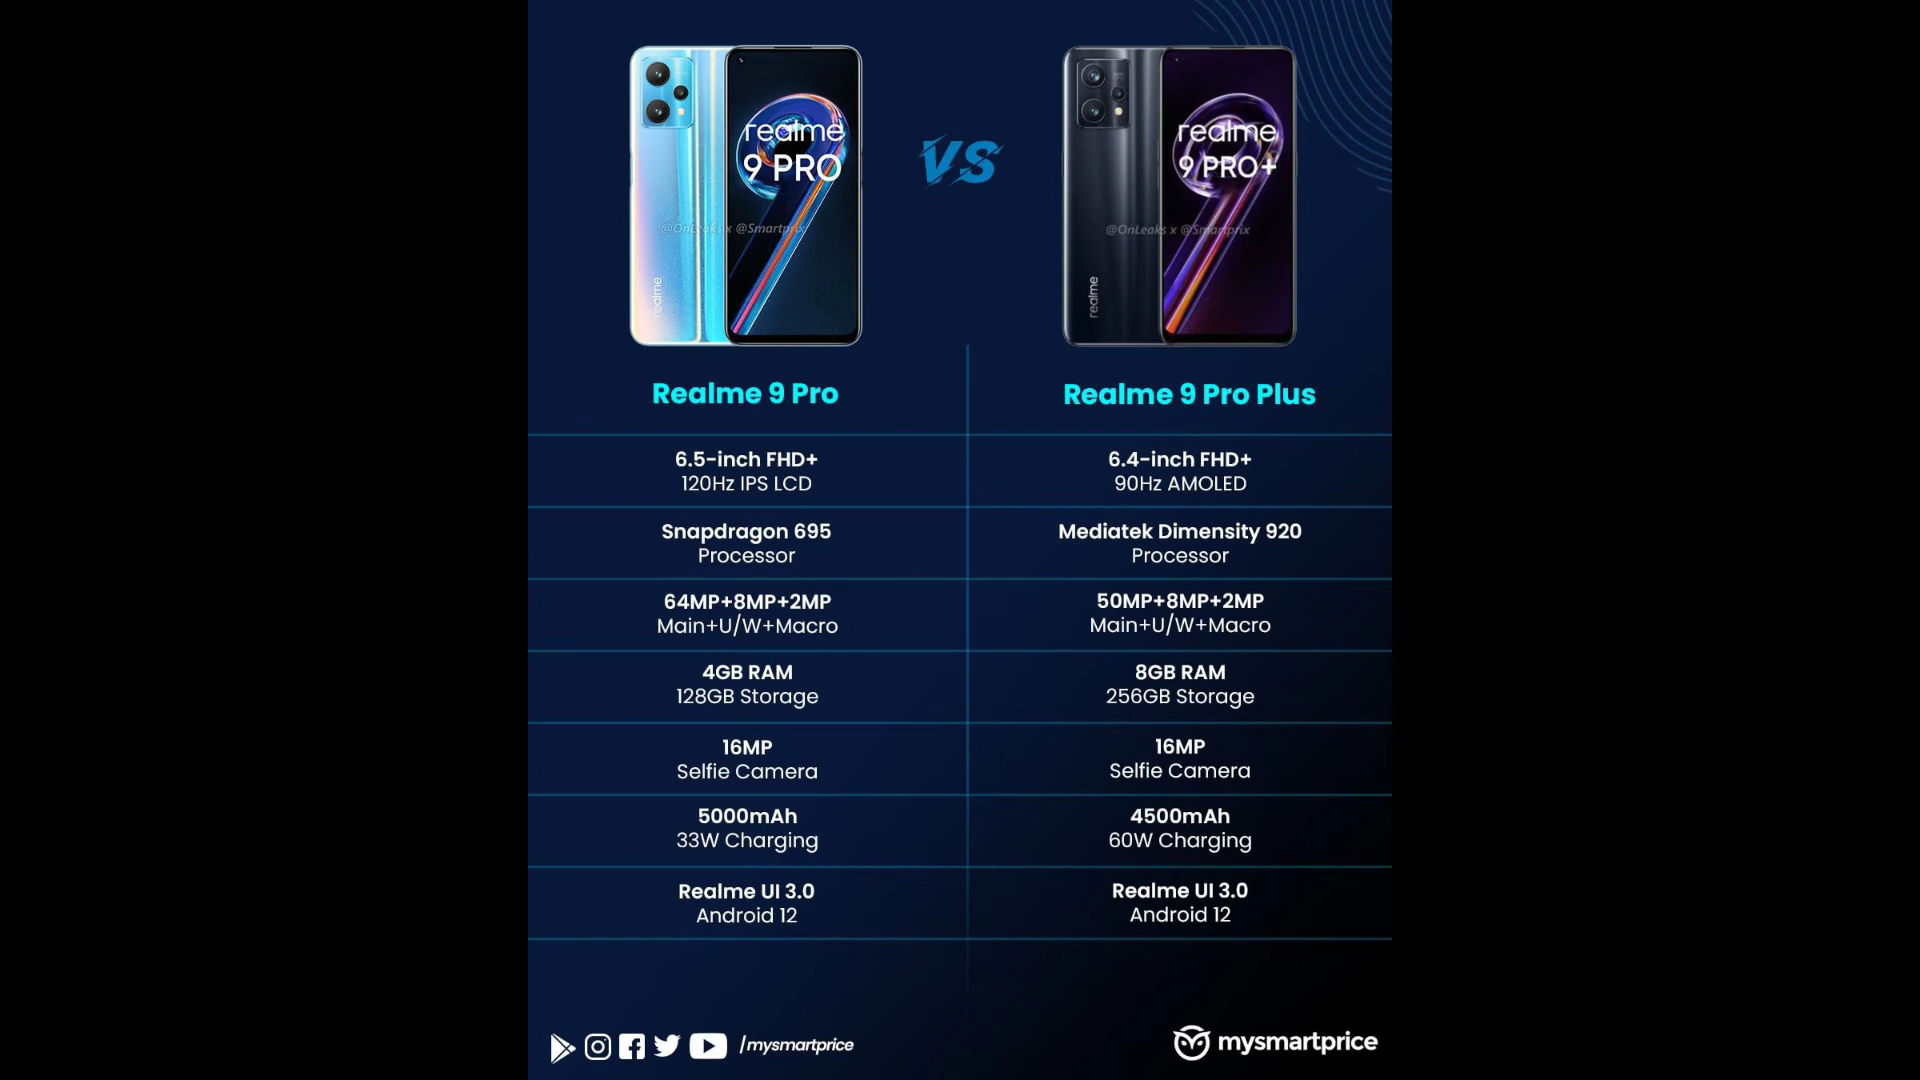 realme
9 PRO
@OnLeaks x @Smartprix
realme
VS
realme
9 PRO+
@OnLeaks x @Smartprix
realme
Realme 9 Pro
Realme 9 Pro Plus
6.5-inch FHD+
120Hz IPS LCD
6.4-inch FHD+
90Hz AMOLED
Snapdragon 695
Processor
Mediatek Dimensity 920
Processor
64MP+8MP+2MP
Main+U/W+Macro
50MP+8MP+2MP
Main+U/W+Macro
4GB RAM
128GB Storage
8GB RAM
256GB Storage
16MP
Selfie Camera
16MP
Selfie Camera
5000mAh
33W Charging
4500mAh
60W Charging
Realme UI 3.0
Android 12
Realme UI 3.0
Android 12
/mysmartprice
mysmartprice